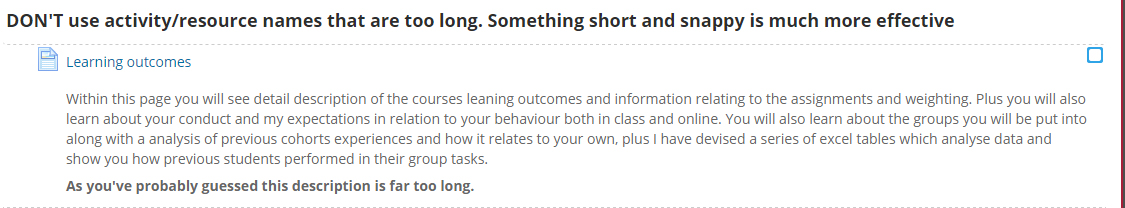 DON'T use activity/resource names that are too long. Something short and snappy is much more effective
Learning outcomes
Within this page you will see detail description of the courses leaning outcomes and information relating to the assignments and weighting. Plus you will also
learn about your conduct and my expectations in relation to your behaviour both in class and online. You will also learn about the groups you will be put into
along with a analysis of previous cohorts experiences and how it relates to your own, plus I have devised a series of excel tables which analyse data and
show you how previous students performed in their group tasks.
As you've probably guessed this description is far too long.